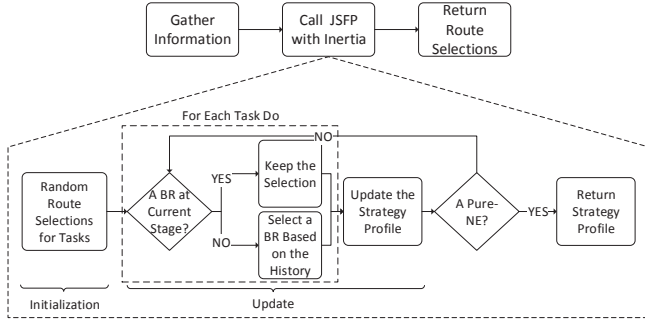 Gather
Information
Call JSFP
with Inertia
Return
Route
Selections
For Each Task Do
NO
Random
Route
Selections
for Tasks
A BR at
Current
Stage?
YES
NO
Keep the
Selection
Select a
BR Based
on the
History
Update the
Strategy
Profile
A Pure-
NE?
YES
Return
Strategy
Profile
Initialization
Update